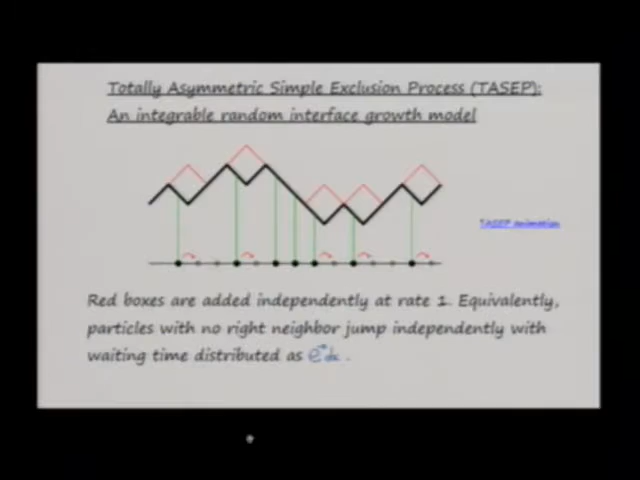 Totally Asymmetric Simple Exclusion Process (TASEP):
An integrable random interface growth model
TASEP animation
Red boxes are added independently at rate 1. Equivalently,
particles with no right neighbor jump independently with
waiting time distributed as e⁻ˣdx .